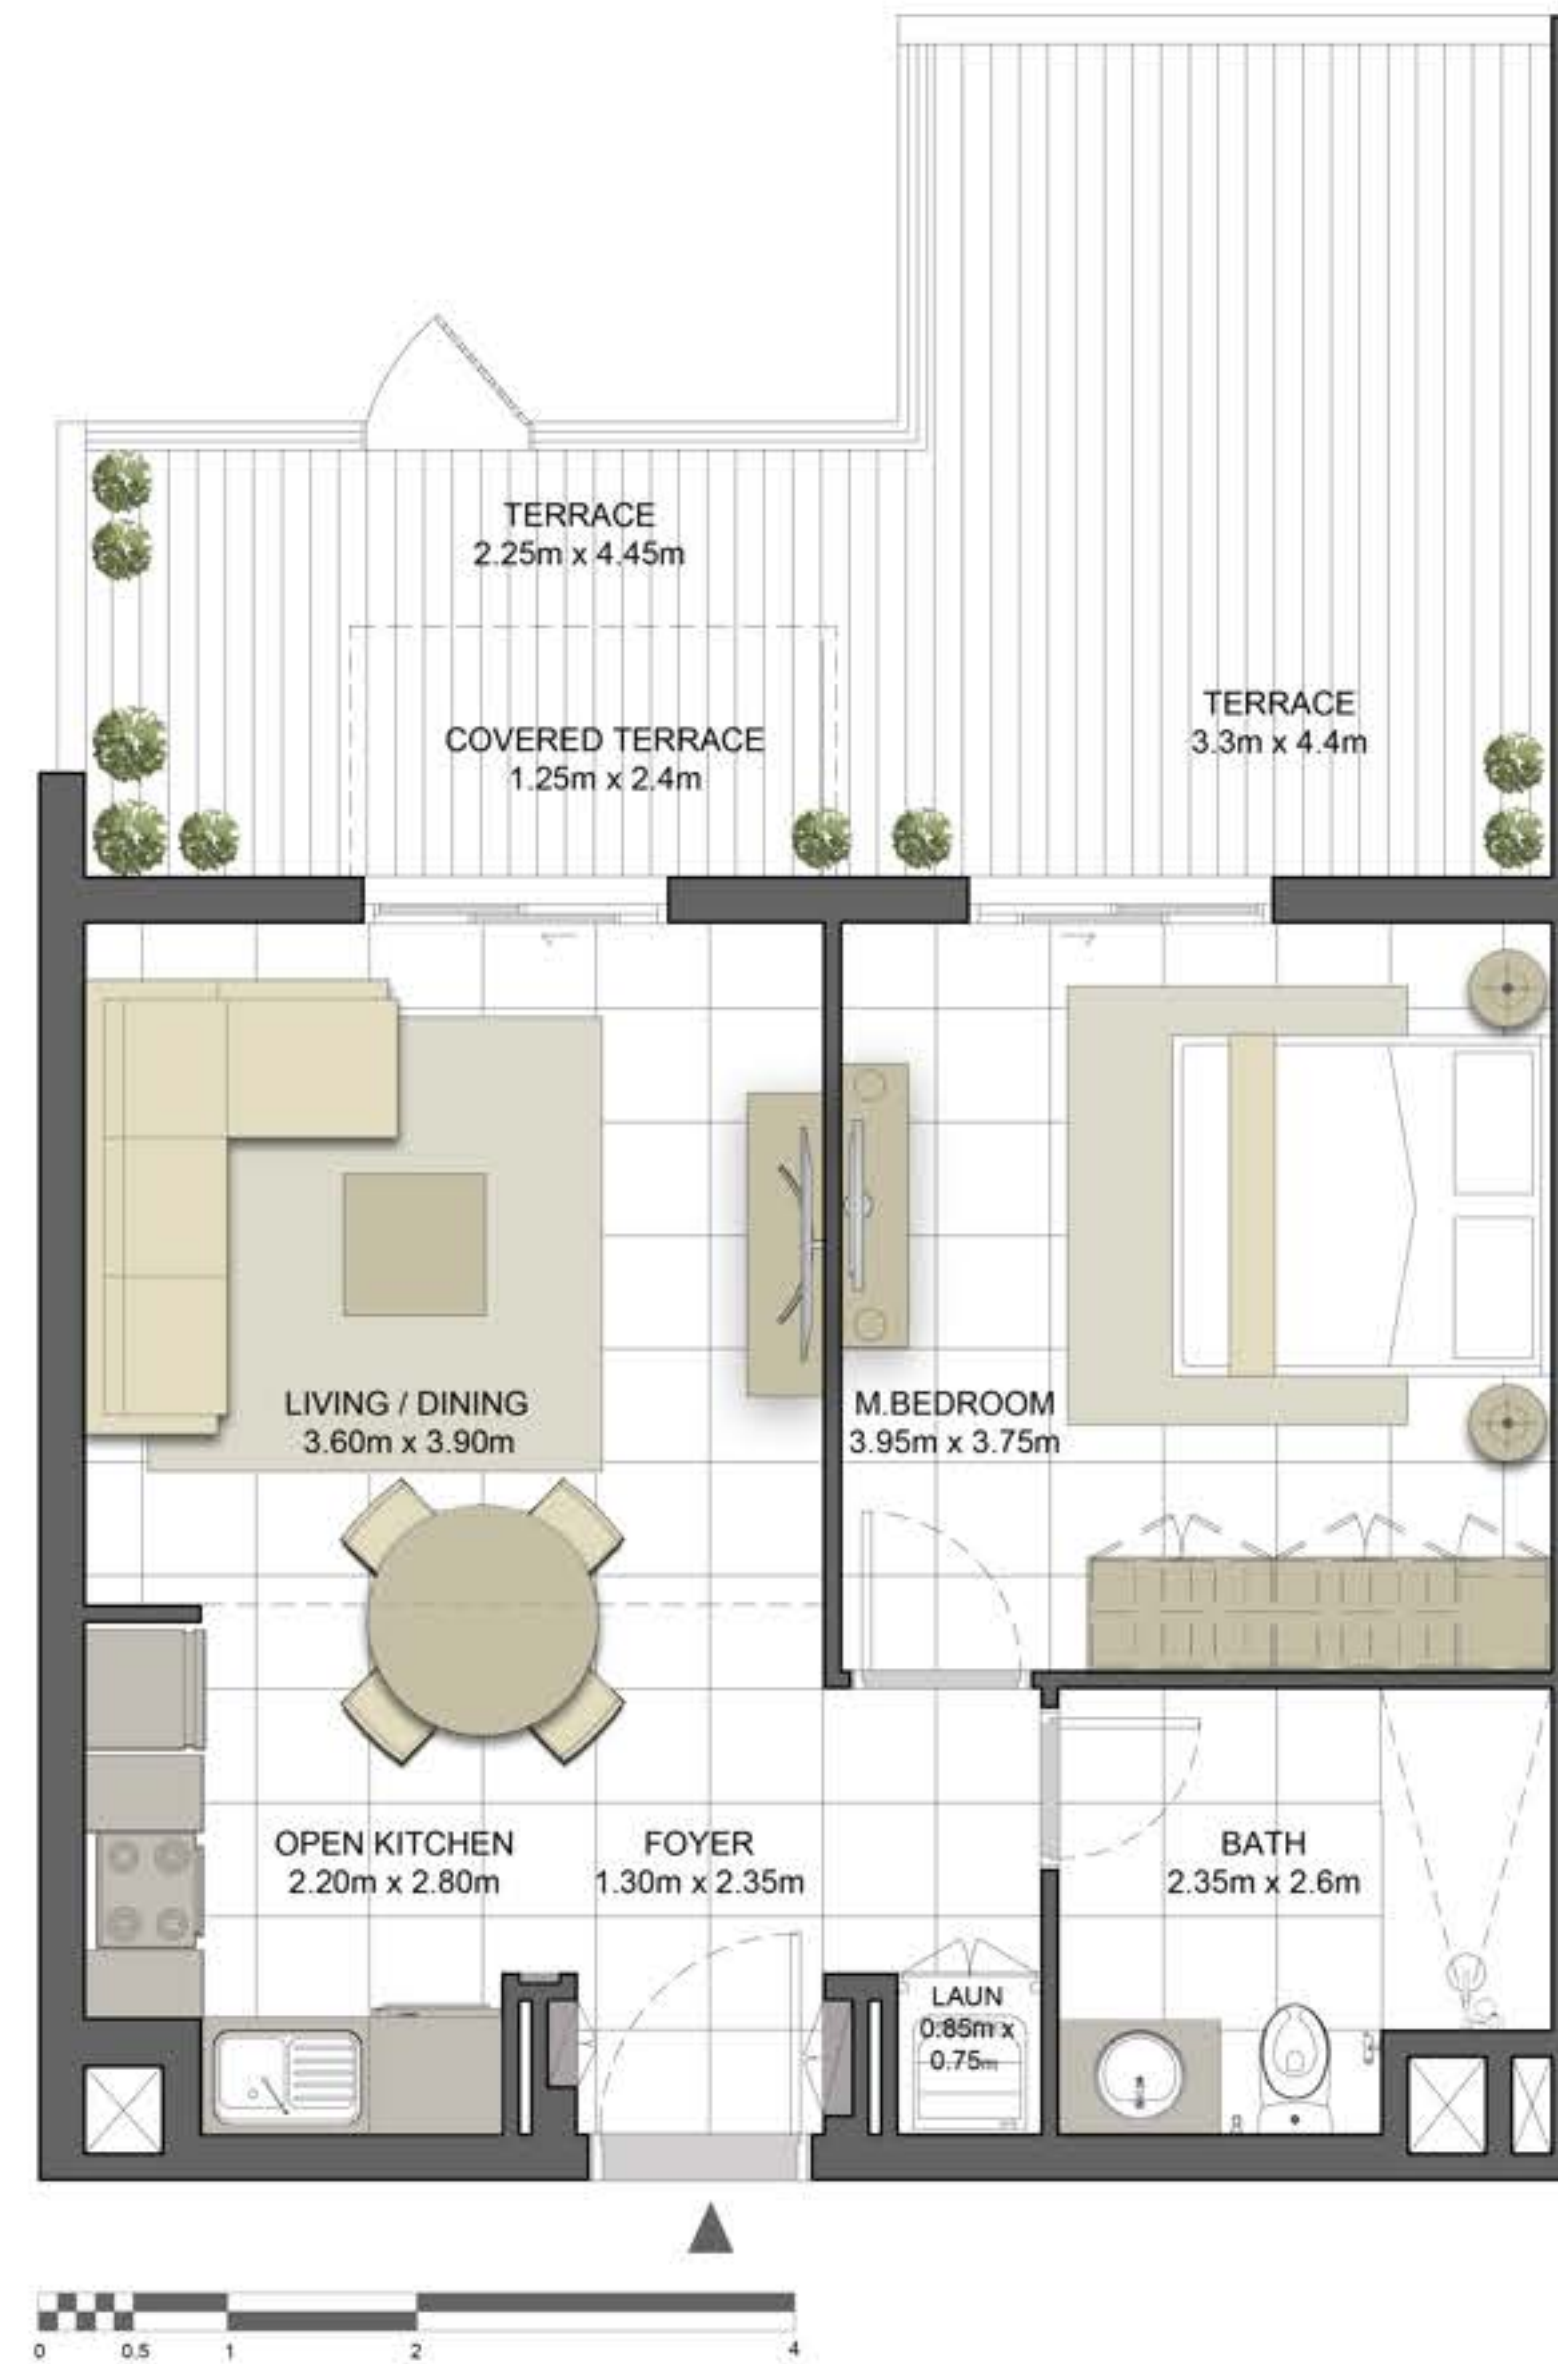 TERRACE
2.25m x 4.45m
TERRACE
3.3m x 4.4m
COVERED TERRACE
1.25m x 2.4m
LIVING / DINING
3.60m x 3.90m
M.BEDROOM
3.95m x 3.75m
OPEN KITCHEN
2.20m x 2.80m
FOYER
1.30m x 2.35m
BATH
2.35m x 2.6m
LAUN
0.85m x
0.75m
0 0.5 1 2 4